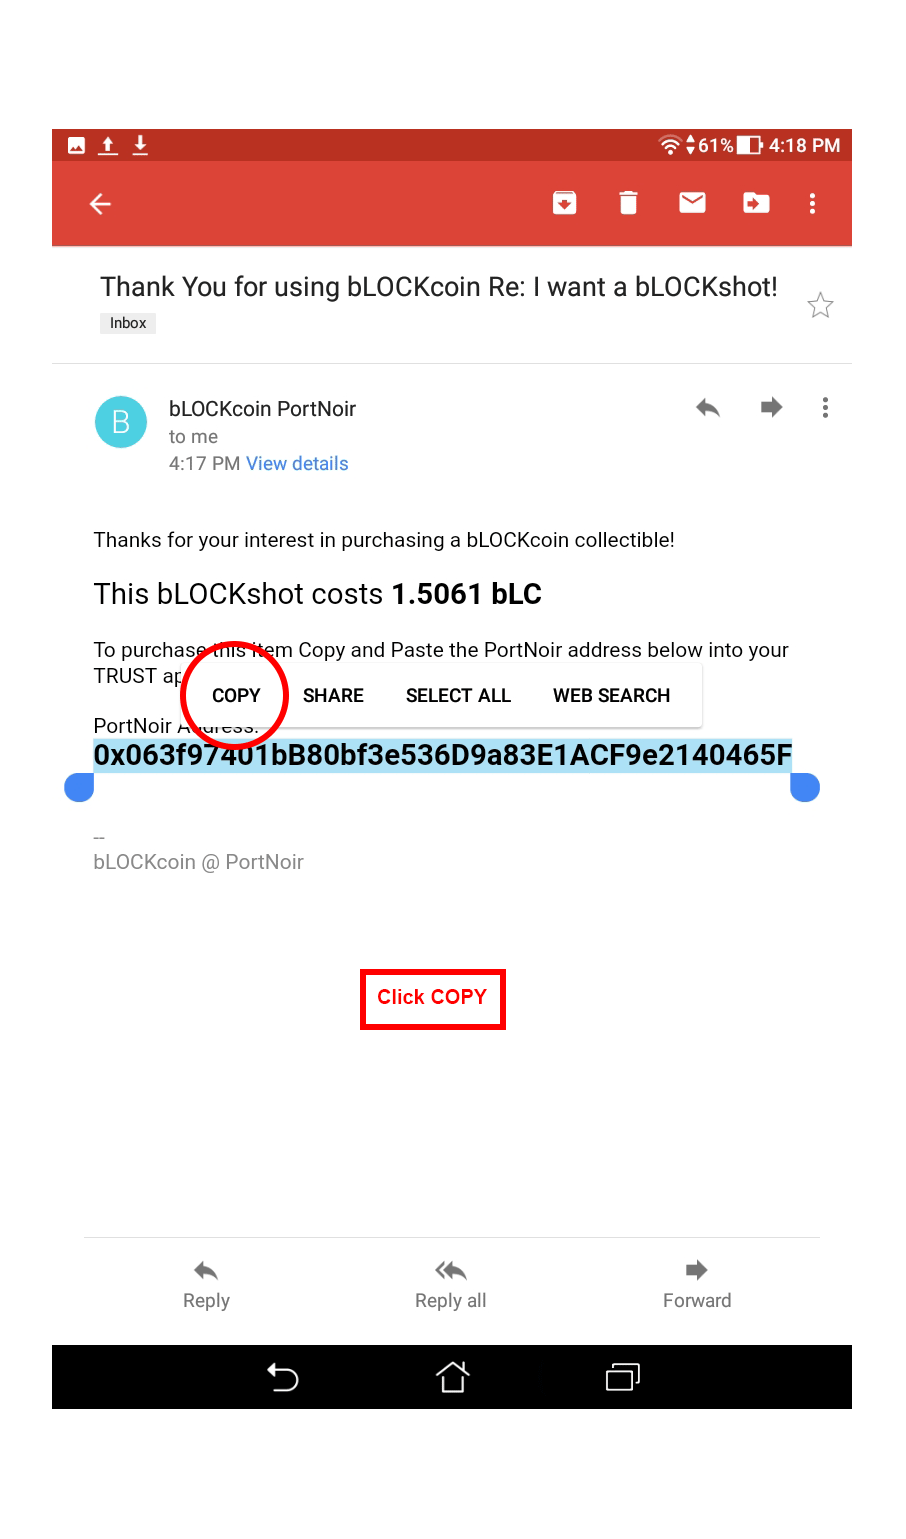 61% 4:18 PM
Thank You for using bLOCKcoin Re: I want a bLOCKshot!
Inbox
B
bLOCKcoin PortNoir
to me
4:17 PM View details
Thanks for your interest in purchasing a bLOCKcoin collectible!
This bLOCKshot costs 1.5061 bLC
To purchase this item Copy and Paste the PortNoir address below into your
TRUST ap
COPY SHARE SELECT ALL WEB SEARCH
PortNoir Address:
0x063f97401bB80bf3e536D9a83E1ACF9e2140465F
--
bLOCKcoin @ PortNoir
Click COPY
Reply Reply all Forward